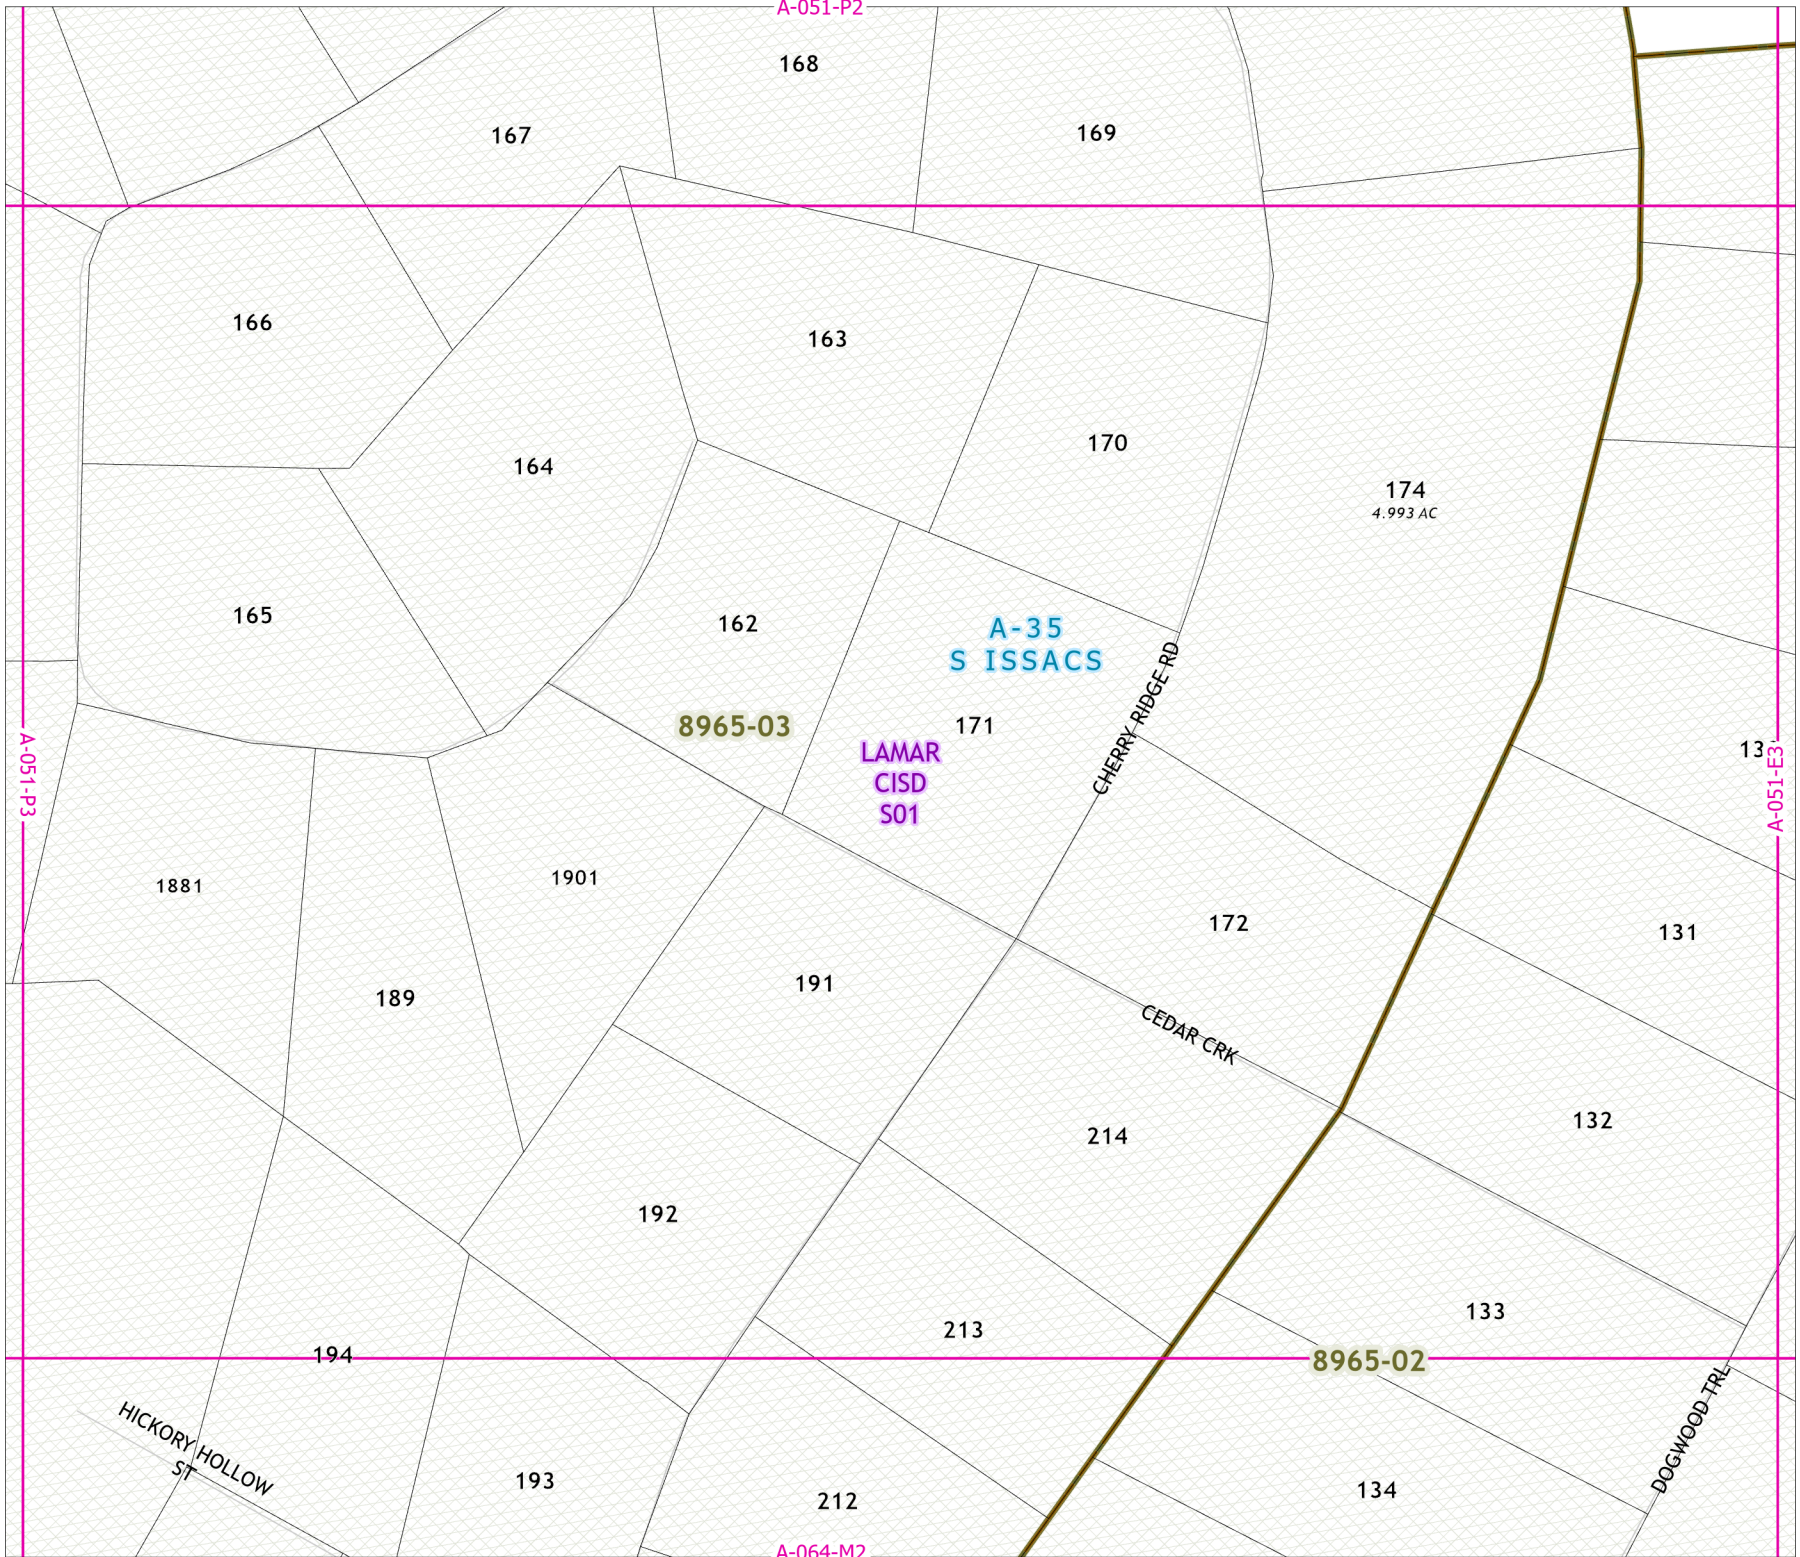 A-051-P2
168
167
169
166
163
170
164
174
4.993 AC
165
162
A-35
S ISSACS
8965-03
171
LAMAR
CISD
S01
CHERRY RIDGE RD
A-051-P3
A-051-E3
1881
1901
172
131
189
191
CEDAR CRK
132
214
192
133
213
194
8965-02
HICKORY HOLLOW
ST
193
212
134
DOGWOOD TRL
A-064-M2